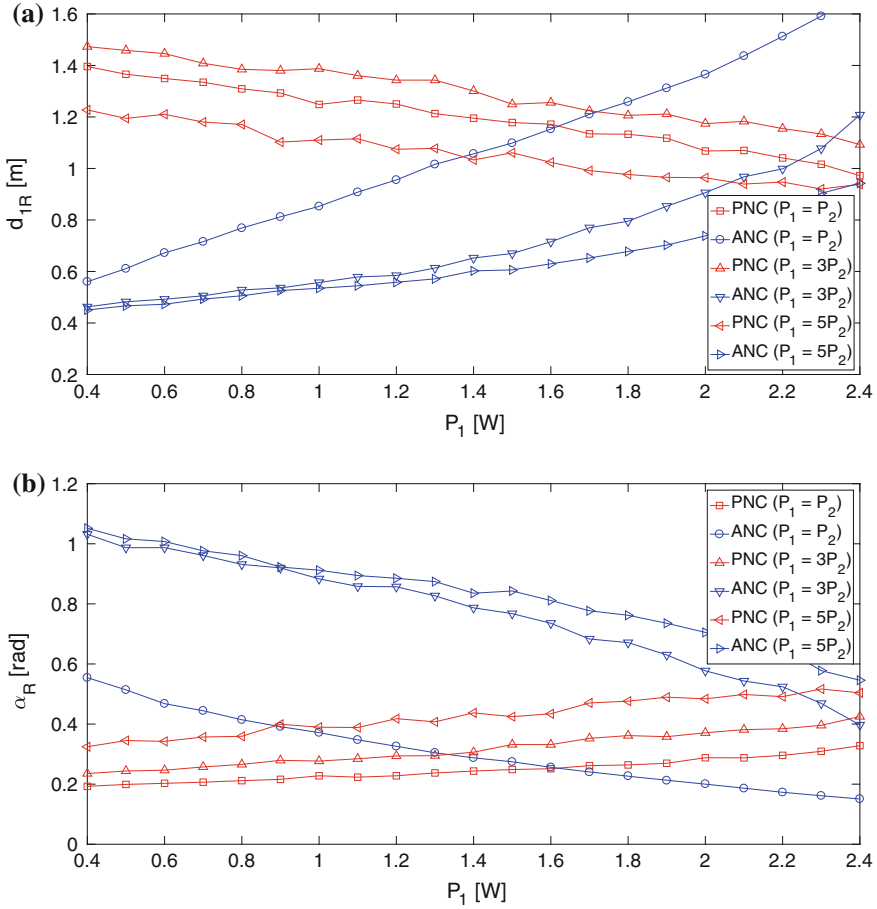 (a)
1.6
1.4
1.2
1
0.8
0.6
0.4
0.2
d1R [m]
PNC (P1 = P2)
ANC (P1 = P2)
PNC (P1 = 3P2)
ANC (P1 = 3P2)
PNC (P1 = 5P2)
ANC (P1 = 5P2)
0.4 0.6 0.8 1 1.2 1.4 1.6 1.8 2 2.2 2.4
P1 [W]
(b)
1.2
1
0.8
0.6
0.4
0.2
0
αR [rad]
PNC (P1 = P2)
ANC (P1 = P2)
PNC (P1 = 3P2)
ANC (P1 = 3P2)
PNC (P1 = 5P2)
ANC (P1 = 5P2)
0.4 0.6 0.8 1 1.2 1.4 1.6 1.8 2 2.2 2.4
P1 [W]